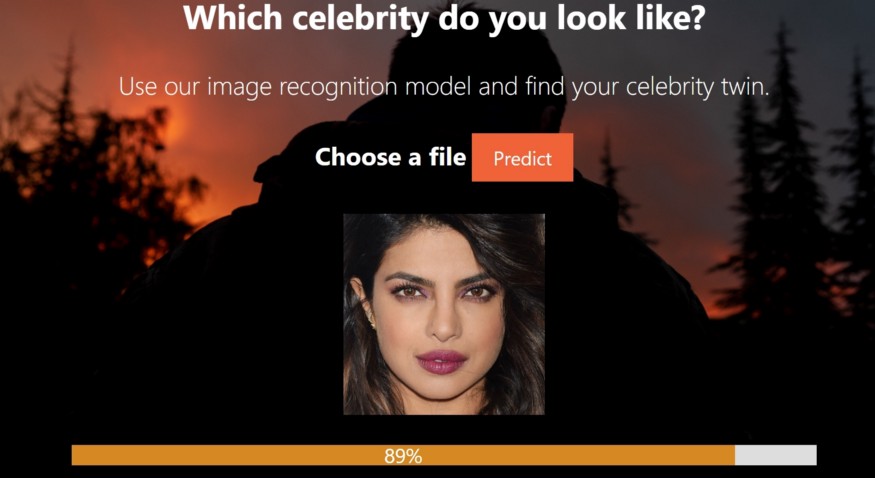 Which celebrity do you look like?
Use our image recognition model and find your celebrity twin.
Choose a file Predict
89%